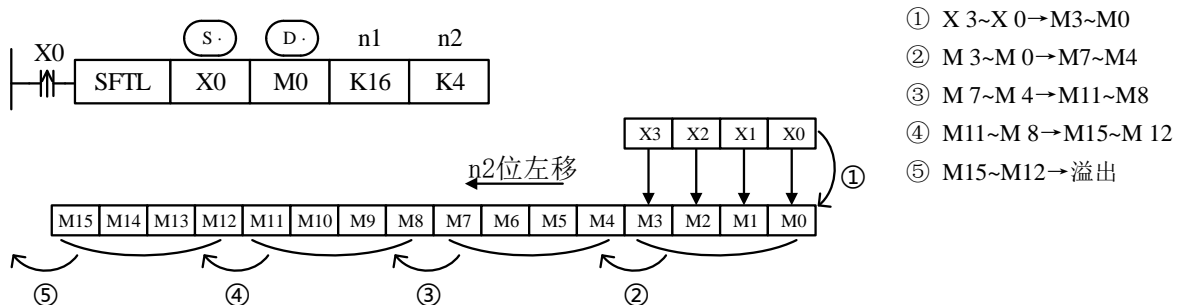 S· D· n1 n2
X0
SFTL X0 M0 K16 K4
① X 3~X 0→M3~M0
② M 3~M 0→M7~M4
③ M 7~M 4→M11~M8
④ M11~M 8→M15~M 12
⑤ M15~M12→溢出
X3 X2 X1 X0
n2位左移
①
M15 M14 M13 M12 M11 M10 M9 M8 M7 M6 M5 M4 M3 M2 M1 M0
⑤ ④ ③ ②